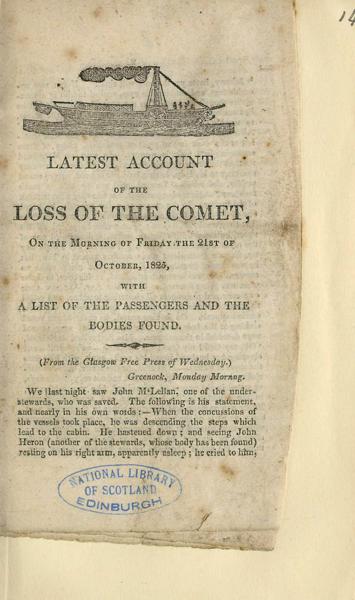 14
LATEST ACCOUNT
OF THE
LOSS OF THE COMET,
ON THE MORNING OF FRIDAY THE 21ST OF
OCTOBER, 1825,
WITH
A LIST OF THE PASSENGERS AND THE
BODIES FOUND.
(From the Glasgow Free Press of Wednesday.)
Greenock, Monday Mornng.
We last night saw John M'Lellan, one of the under-
stewards, who was saved. The following is his statement,
and nearly in his own words:—When the concussions of
the vessels took place, he was descending the steps which
lead to the cabin. He hastened down; and seeing John
Heron (another of the stewards, whose body has been found)
resting on his right arm, apparently asleep; he cried to him,
NATIONAL LIBRARY
OF SCOTLAND
EDINBURGH